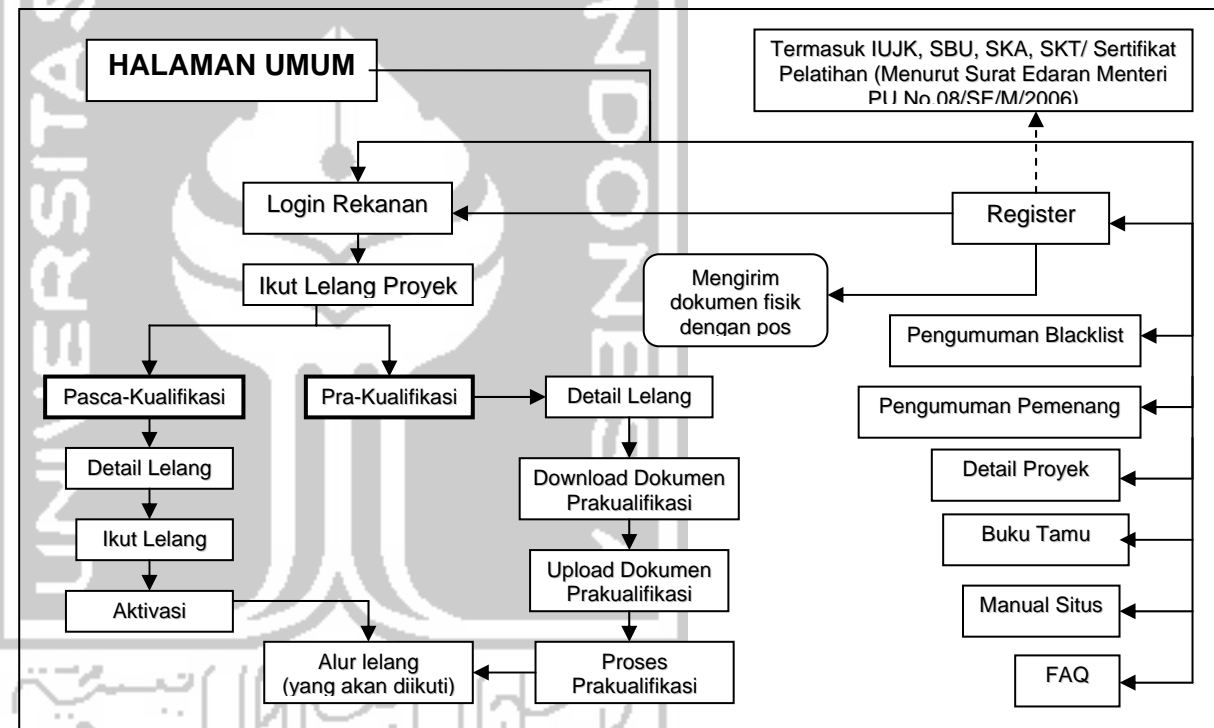 HALAMAN UMUM
Termasuk IUJK, SBU, SKA, SKT/ Sertifikat
Pelatihan (Menurut Surat Edaran Menteri
PU No.08/SE/M/2006)
Login Rekanan
Register
Ikut Lelang Proyek
Mengirim
dokumen fisik
dengan pos
Pengumuman Blacklist
Pasca-Kualifikasi
Pra-Kualifikasi
Detail Lelang
Pengumuman Pemenang
Detail Lelang
Download Dokumen
Prakualifikasi
Detail Proyek
Ikut Lelang
Buku Tamu
Upload Dokumen
Prakualifikasi
Aktivasi
Manual Situs
Alur lelang
(yang akan diikuti)
Proses
Prakualifikasi
FAQ
UNIVERSITAS